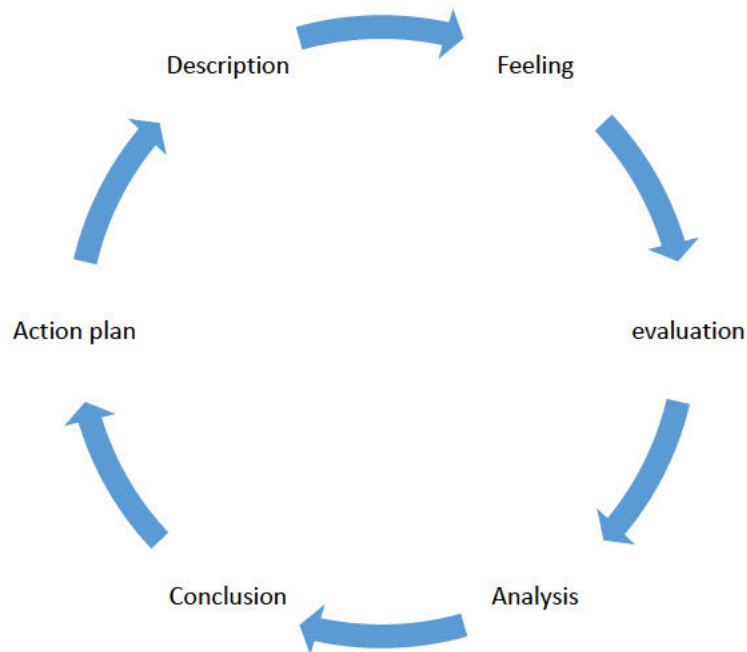 Description
Feeling
evaluation
Analysis
Conclusion
Action plan